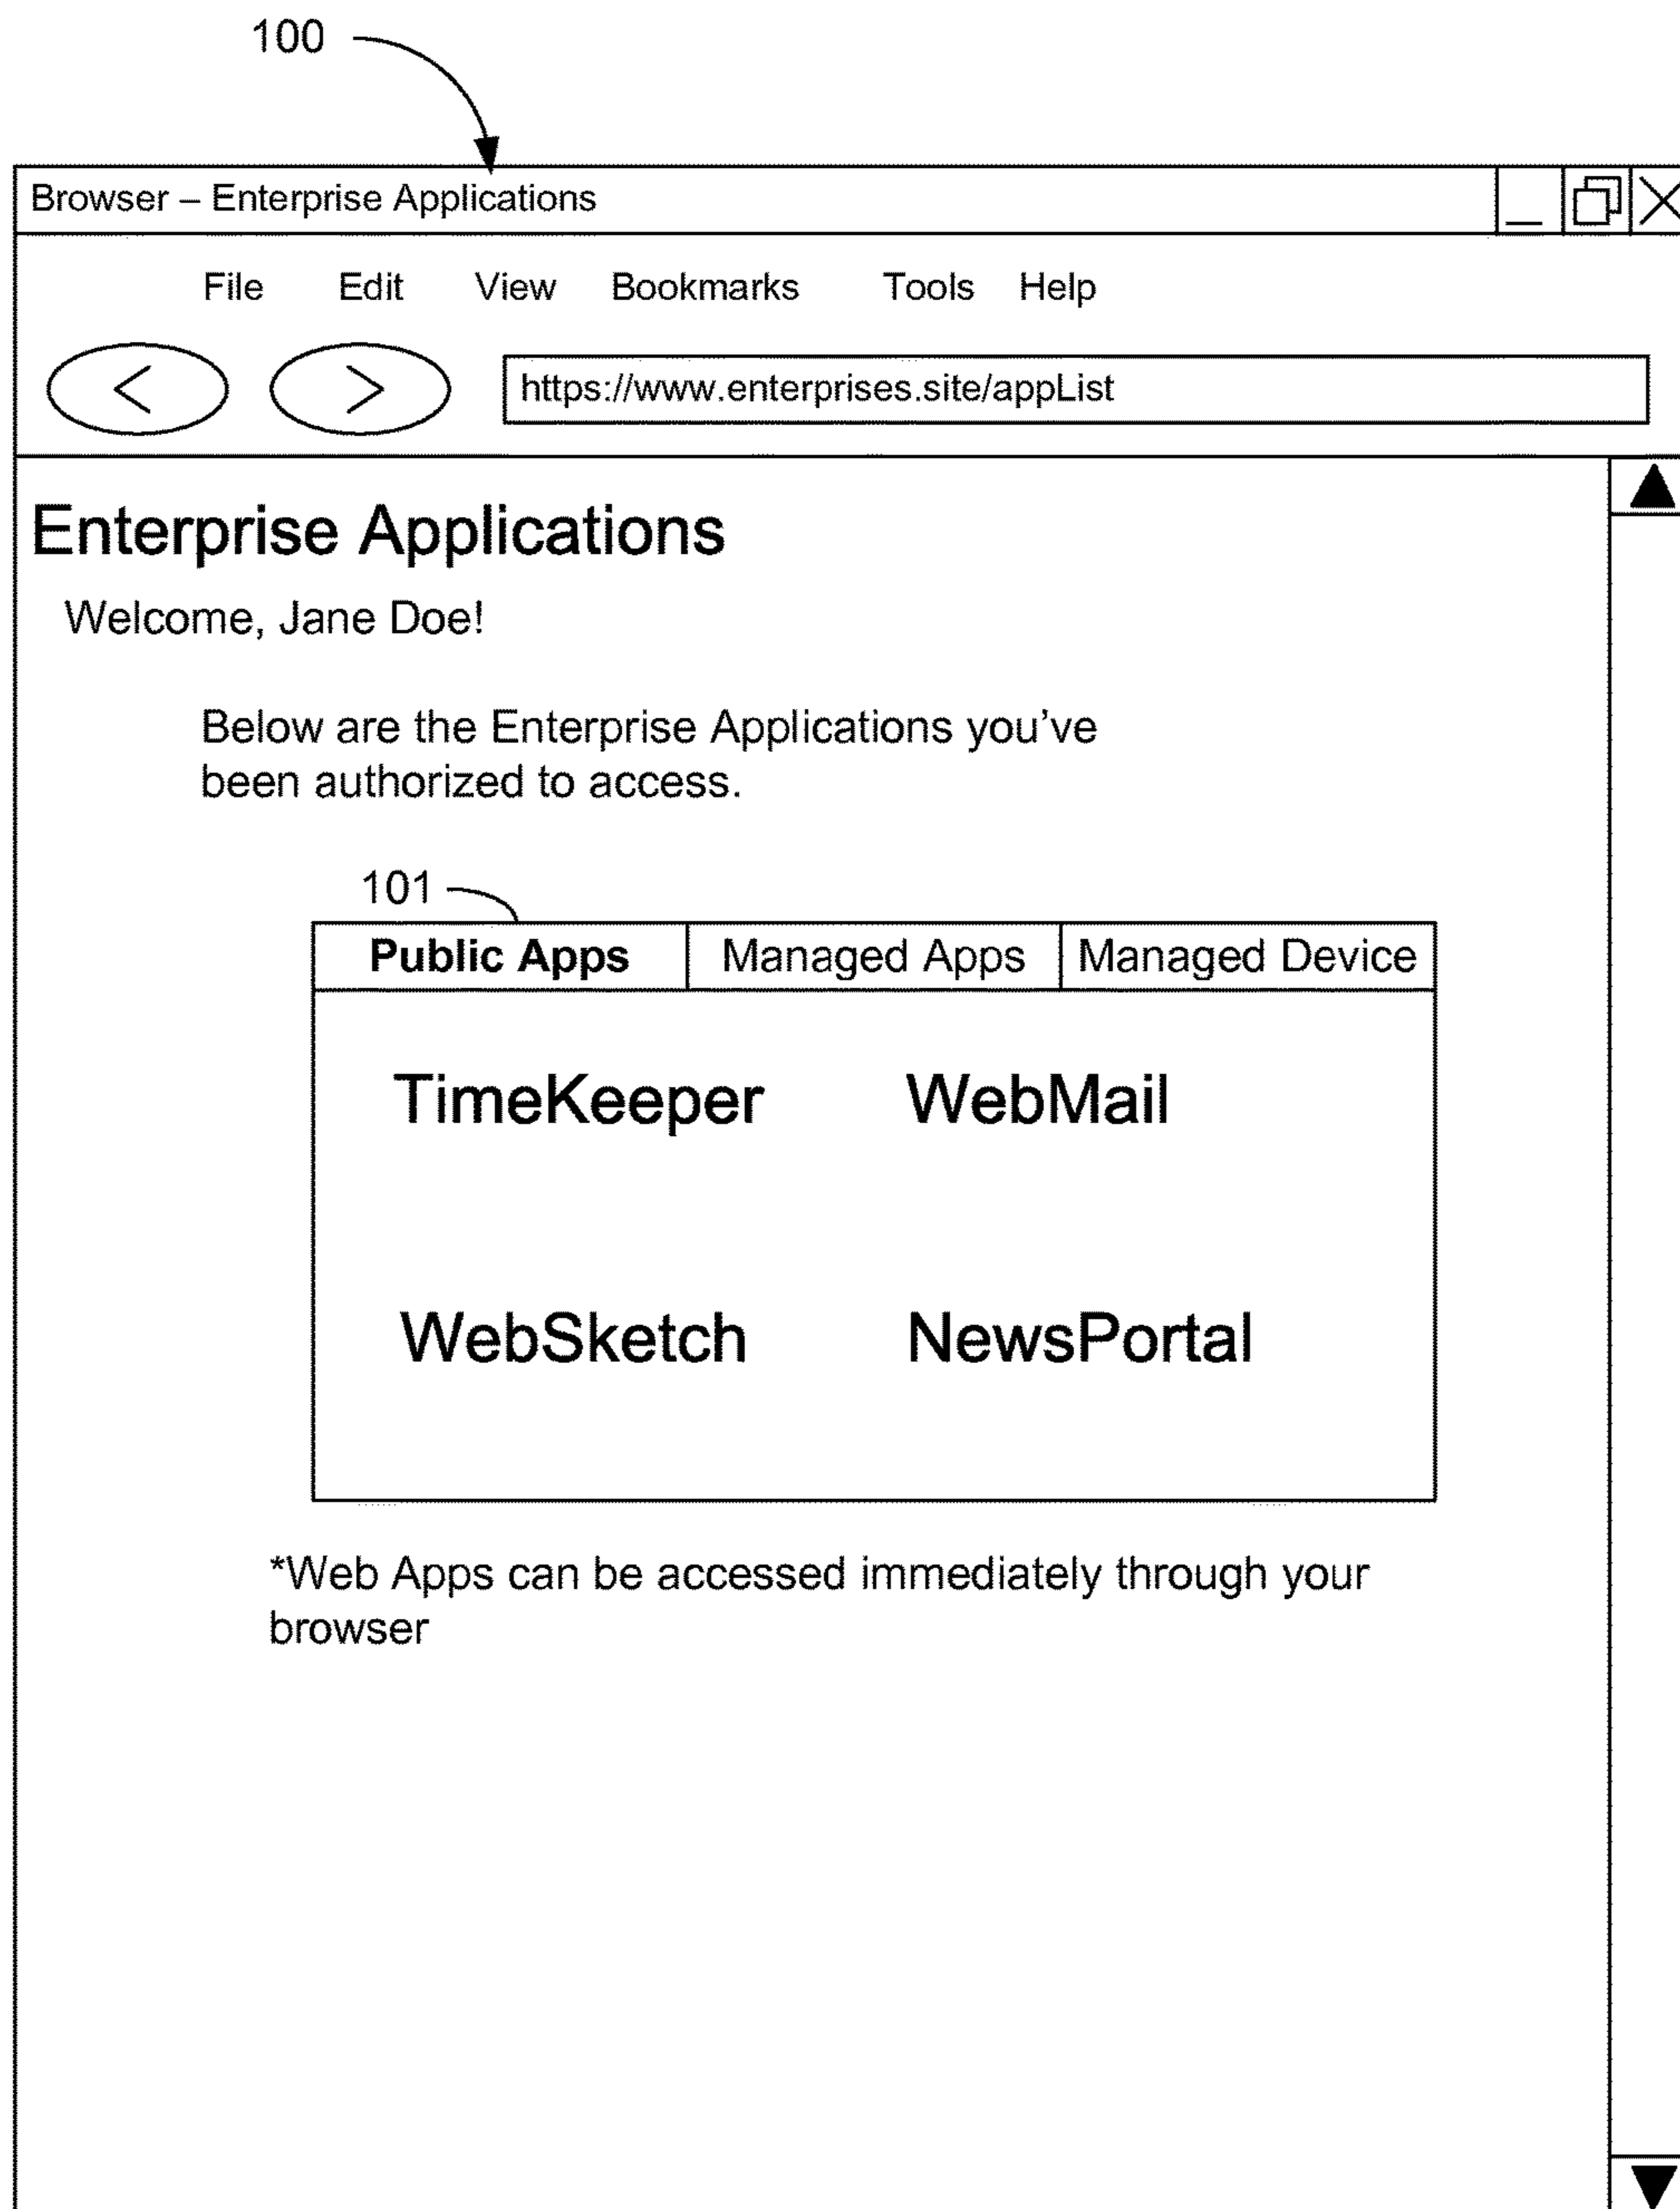 100
Browser – Enterprise Applications
File Edit View Bookmarks Tools Help
< > https://www.enterprises.site/appList
Enterprise Applications
Welcome, Jane Doe!
Below are the Enterprise Applications you’ve
been authorized to access.
101
Public Apps Managed Apps Managed Device
TimeKeeper WebMail
WebSketch NewsPortal
*Web Apps can be accessed immediately through your
browser